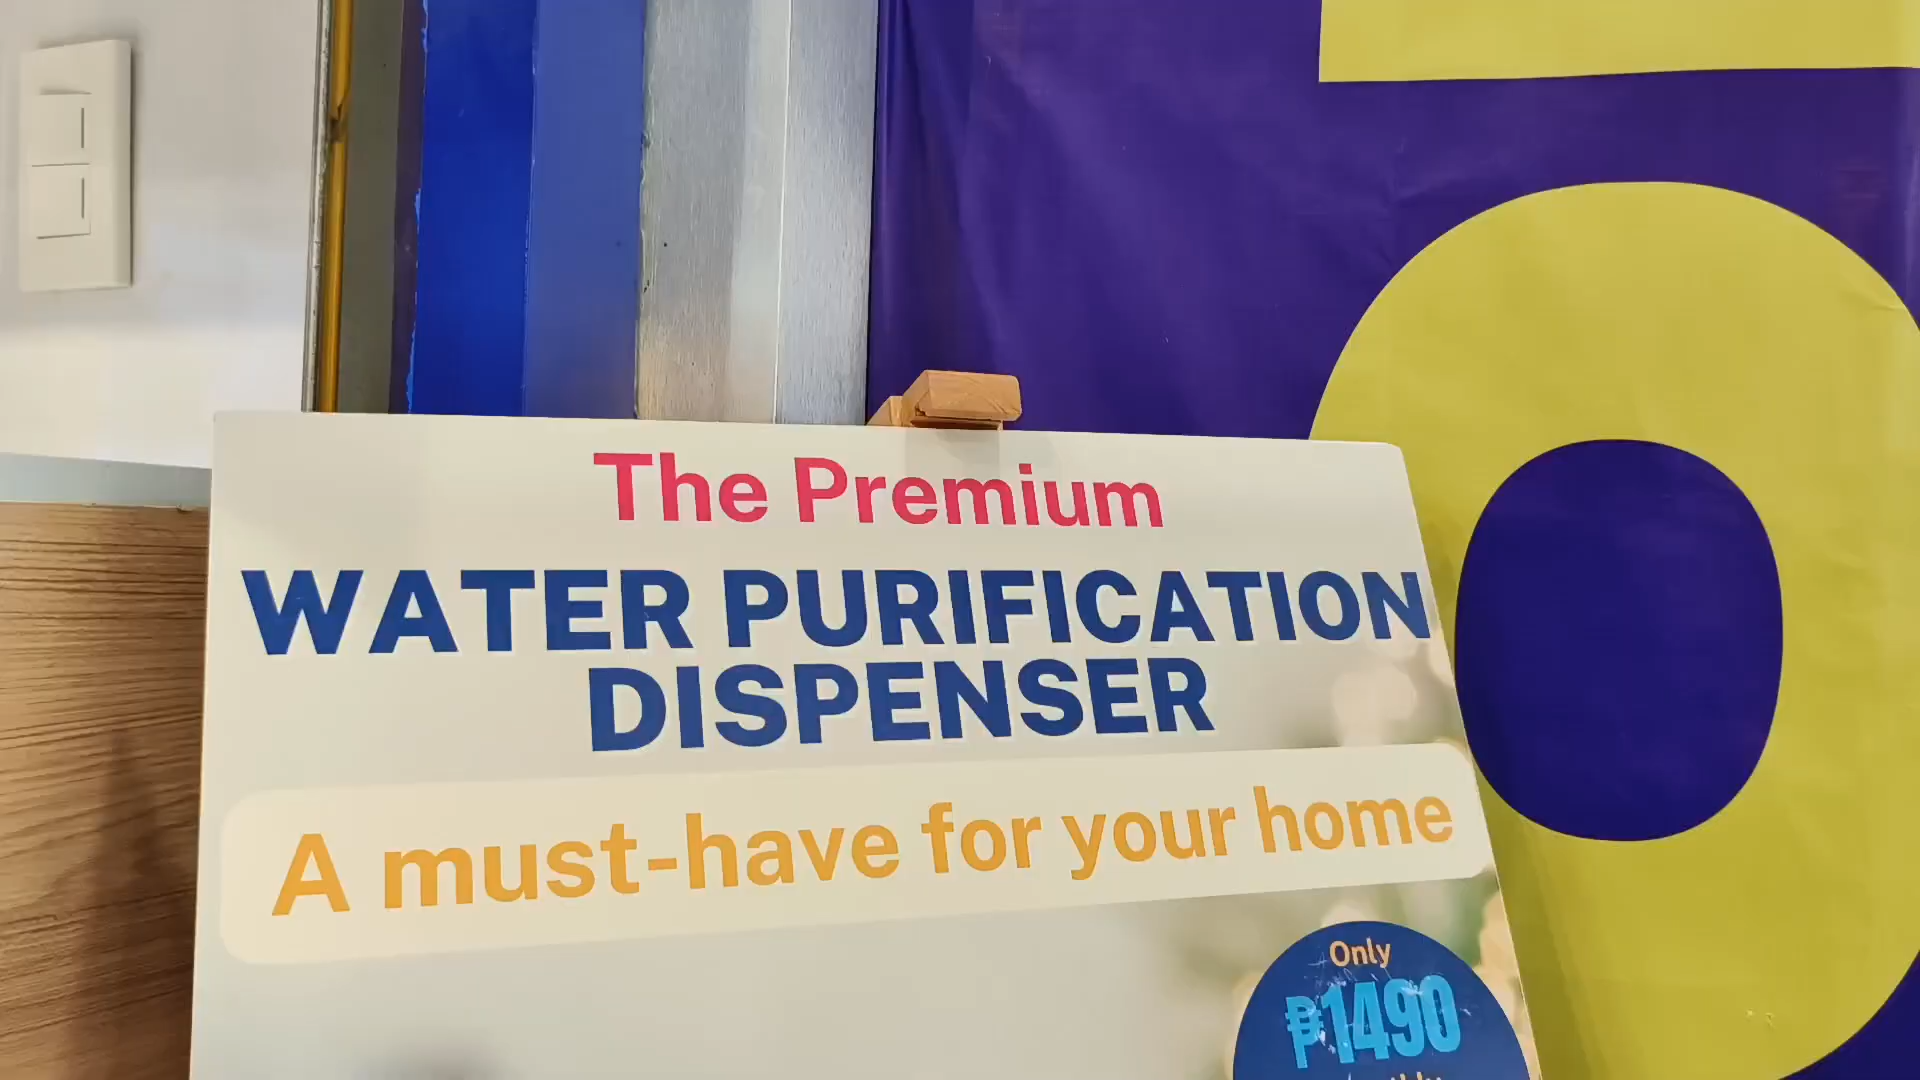 The Premium
WATER PURIFICATION
DISPENSER
A must-have for your home
Only
₱1490